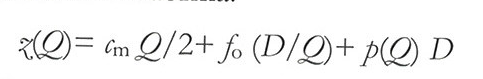 z(Q)= cm Q/2+ fo (D/Q)+ p(Q) D